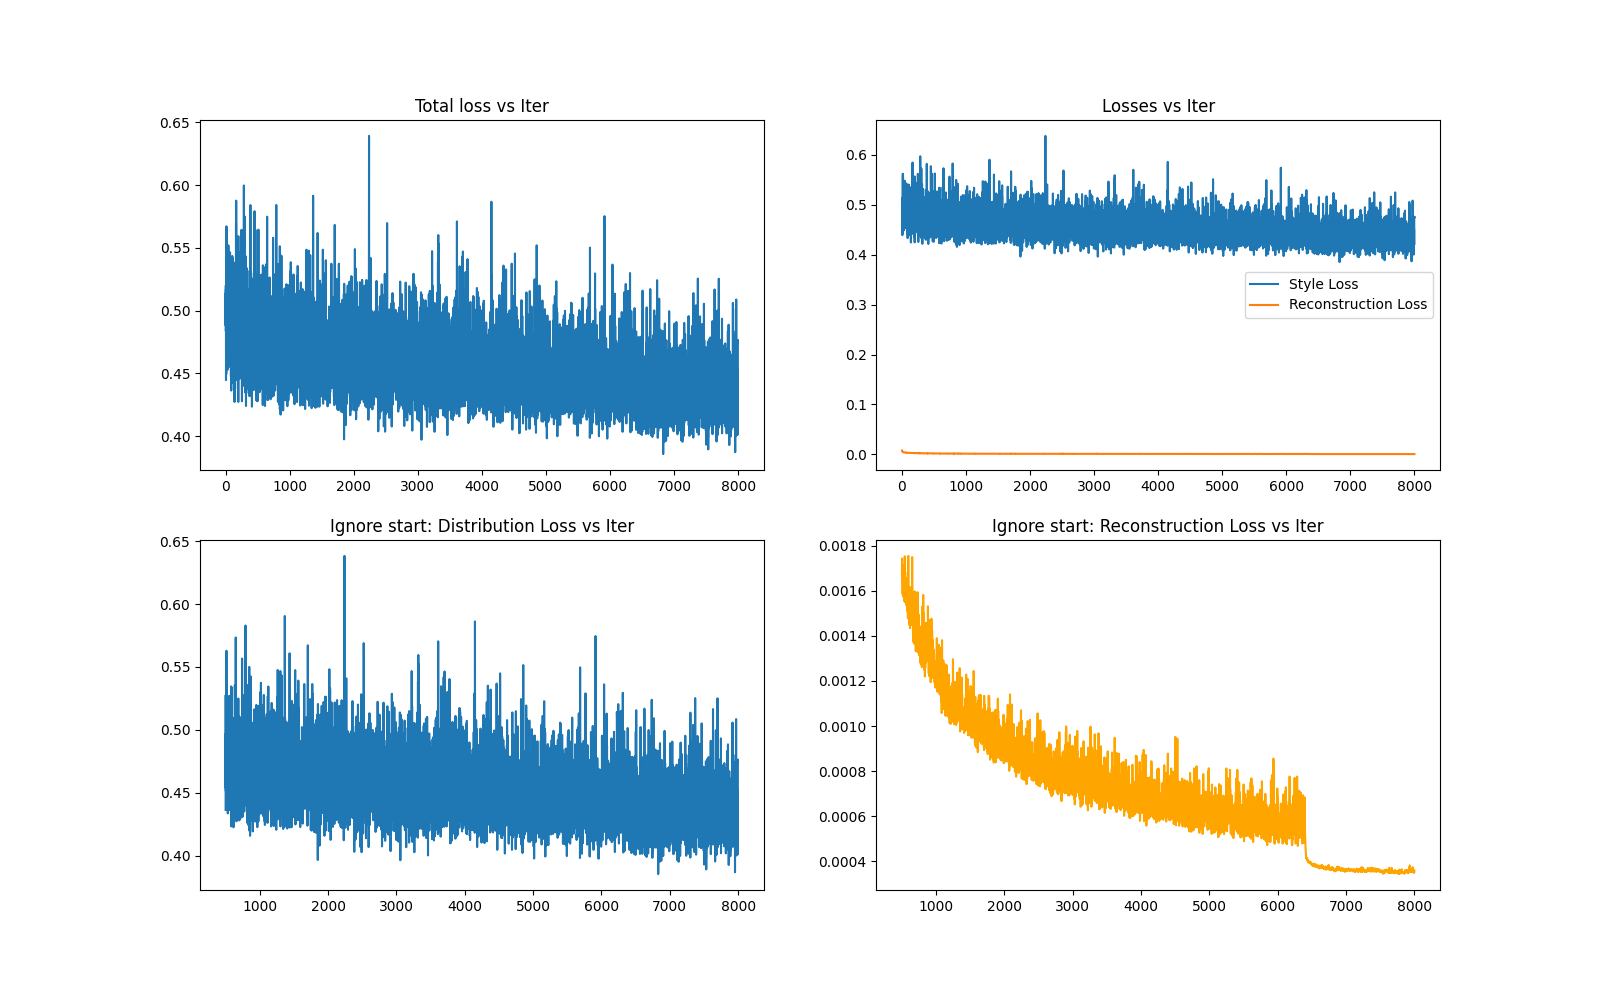 Total loss vs Iter
0.65
0.60
0.55
0.50
0.45
0.40
0 1000 2000 3000 4000 5000 6000 7000 8000
Losses vs Iter
0.6
0.5
0.4
0.3
0.2
0.1
0.0
Style Loss
Reconstruction Loss
0 1000 2000 3000 4000 5000 6000 7000 8000
Ignore start: Distribution Loss vs Iter
0.65
0.60
0.55
0.50
0.45
0.40
1000 2000 3000 4000 5000 6000 7000 8000
Ignore start: Reconstruction Loss vs Iter
0.0018
0.0016
0.0014
0.0012
0.0010
0.0008
0.0006
0.0004
1000 2000 3000 4000 5000 6000 7000 8000